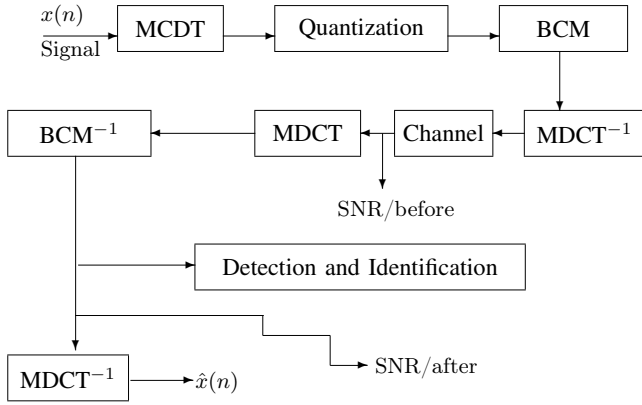 x(n)
Signal
MCDT
Quantization
BCM
BCM⁻¹
MDCT
Channel
MDCT⁻¹
SNR/before
Detection and Identification
SNR/after
MDCT⁻¹
x̂(n)